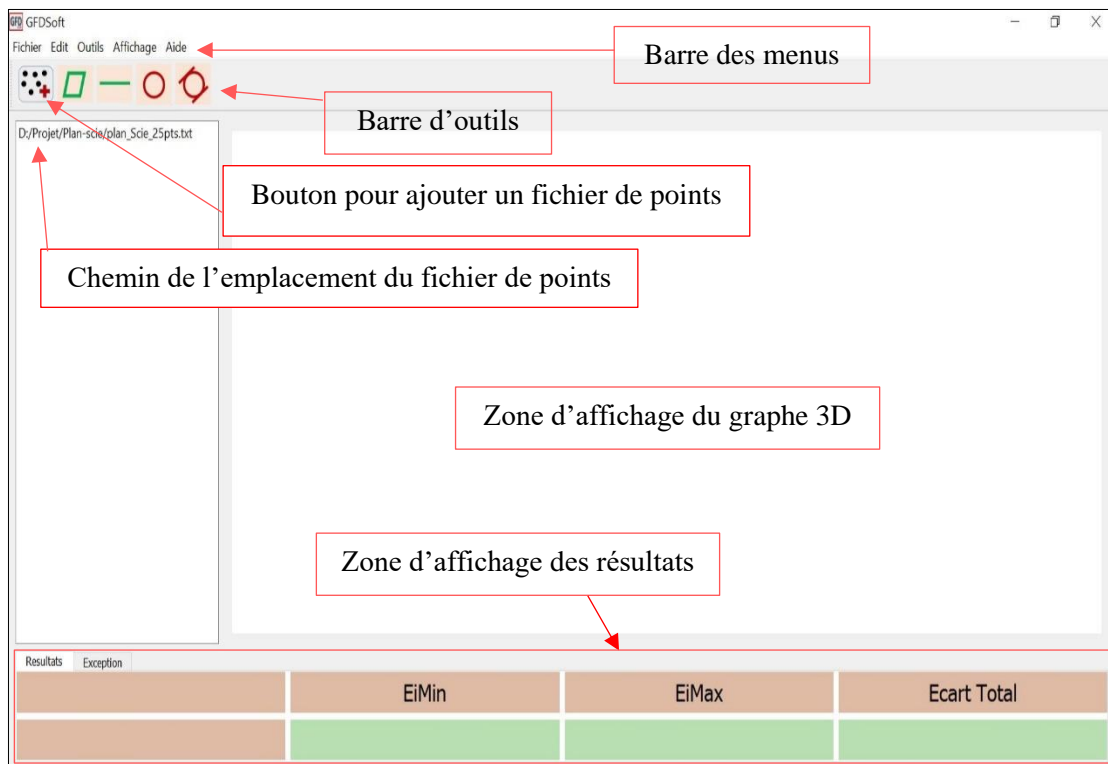 GFD GFDSoft
Fichier Edit Outils Affichage Aide
Barre des menus
Barre d’outils
D:/Projet/Plan-scie/plan_Scie_25pts.txt
Bouton pour ajouter un fichier de points
Chemin de l’emplacement du fichier de points
Zone d’affichage du graphe 3D
Zone d’affichage des résultats
Resultats Exception
EiMin EiMax Ecart Total